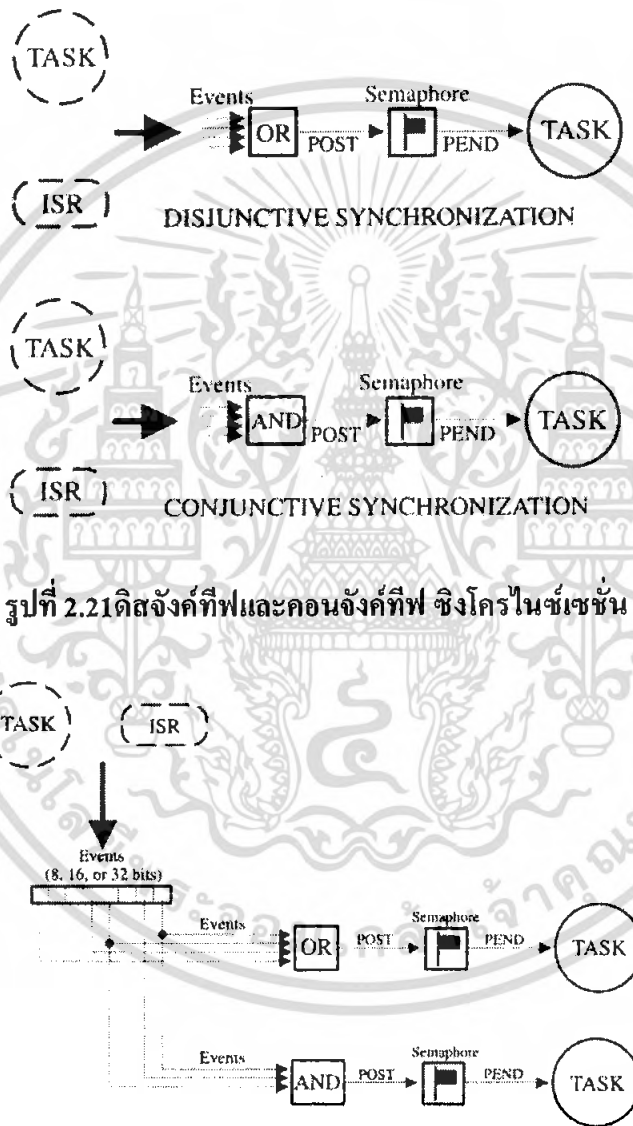 TASK
Events
Semaphore
OR
POST
PEND
TASK
ISR
DISJUNCTIVE SYNCHRONIZATION
TASK
Events
Semaphore
AND
POST
PEND
TASK
ISR
CONJUNCTIVE SYNCHRONIZATION
รูปที่ 2.21ดิสจังค์ทีฟและคอนจังค์ทีฟ ซิงโครไนซ์เซชั่น
TASK
ISR
Events
(8. 16, or 32 bits)
Events
OR
POST
Semaphore
PEND
TASK
Events
AND
POST
Semaphore
PEND
TASK